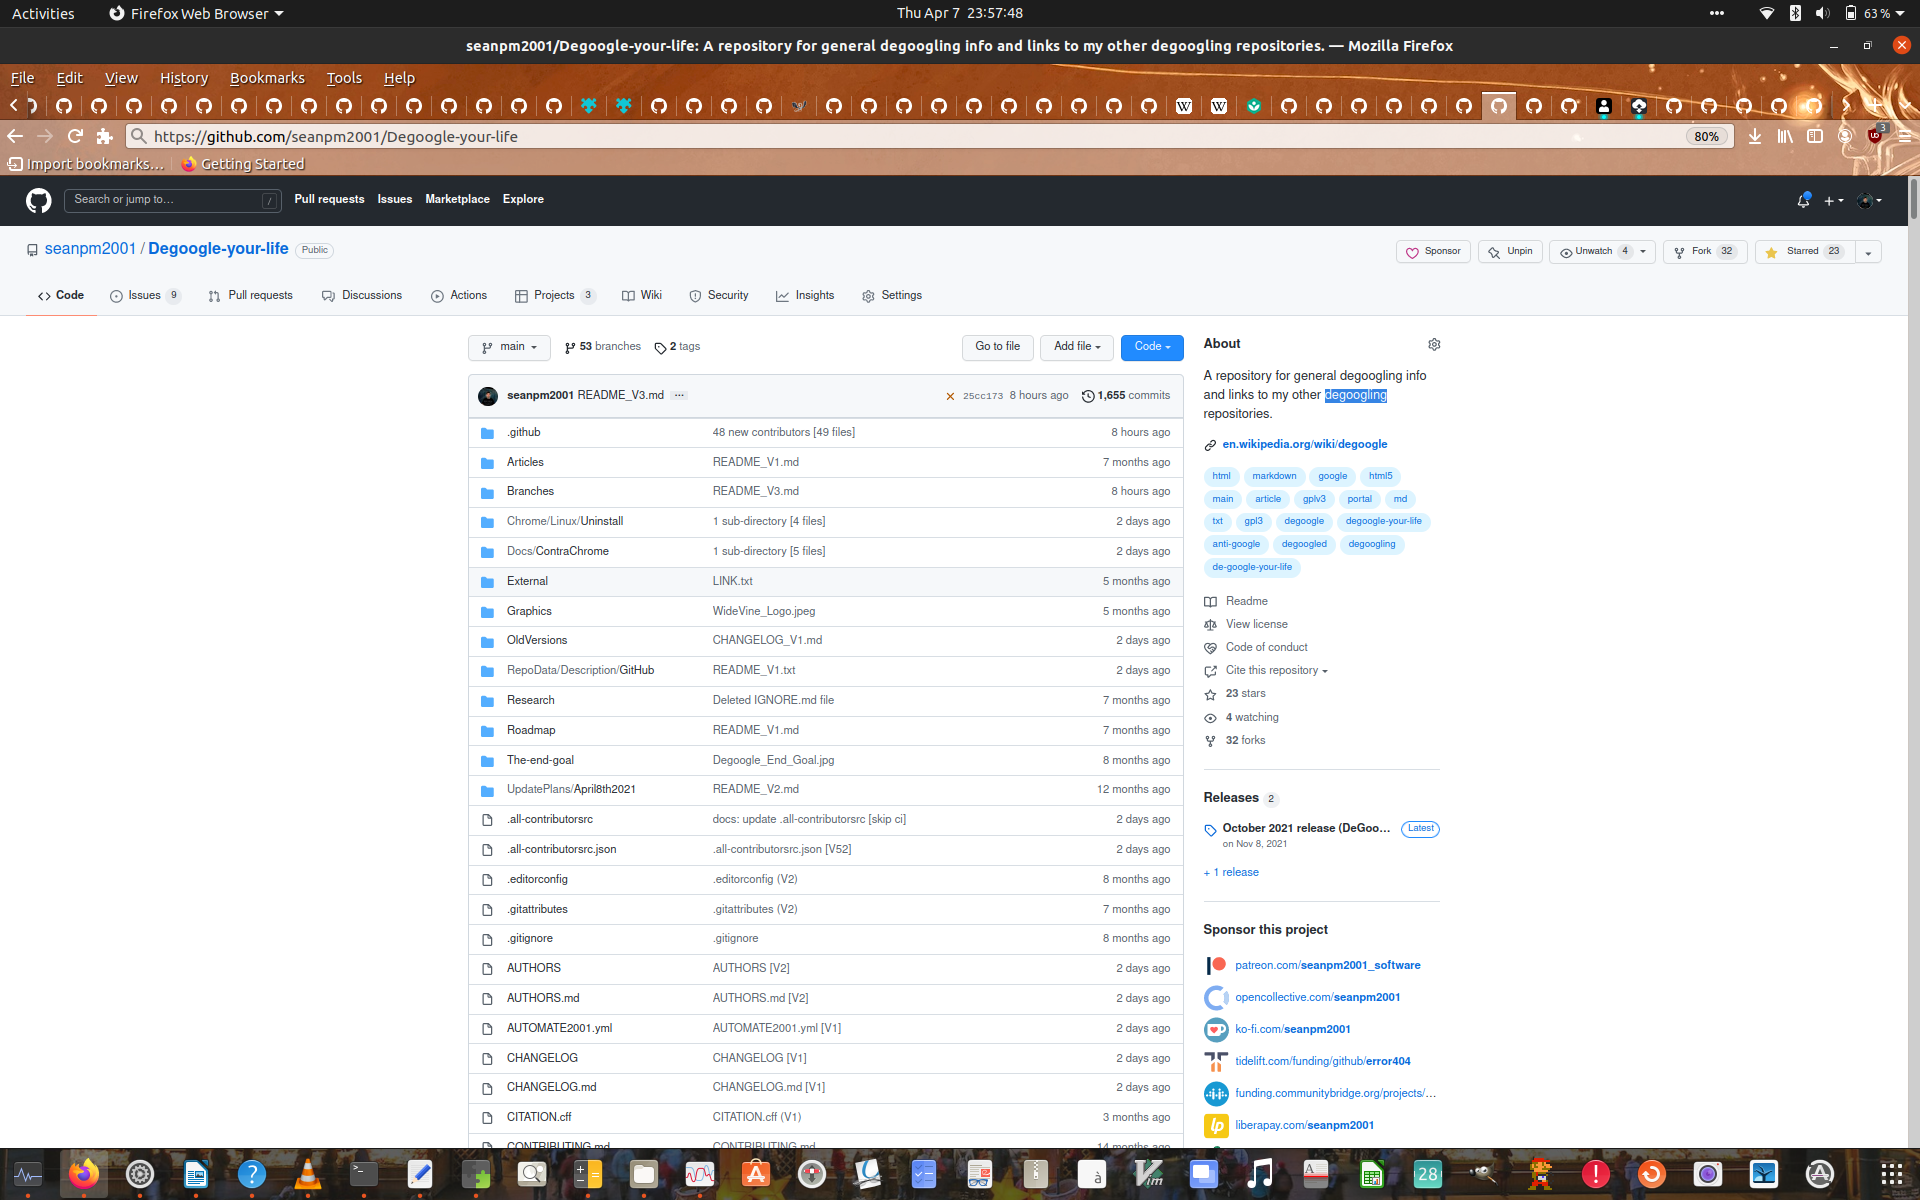 Activities Firefox Web Browser Thu Apr 7 23:57:48 63 %
seanpm2001/Degoogle-your-life: A repository for general degoogling info and links to my other degoogling repositories. — Mozilla Firefox
File Edit View History Bookmarks Tools Help
https://github.com/seanpm2001/Degoogle-your-life 80% 3
Import bookmarks… Getting Started
Search or jump to… / Pull requests Issues Marketplace Explore
seanpm2001 / Degoogle-your-life Public Sponsor Unpin Unwatch 4 Fork 32 Starred 23
Code Issues 9 Pull requests Discussions Actions Projects 3 Wiki Security Insights Settings
main 53 branches 2 tags Go to file Add file Code
seanpm2001 README_V3.md ... 25cc173 8 hours ago 1,655 commits
.github 48 new contributors [49 files] 8 hours ago
Articles README_V1.md 7 months ago
Branches README_V3.md 8 hours ago
Chrome/Linux/Uninstall 1 sub-directory [4 files] 2 days ago
Docs/ContraChrome 1 sub-directory [5 files] 2 days ago
External LINK.txt 5 months ago
Graphics WideVine_Logo.jpeg 5 months ago
OldVersions CHANGELOG_V1.md 2 days ago
RepoData/Description/GitHub README_V1.txt 2 days ago
Research Deleted IGNORE.md file 7 months ago
Roadmap README_V1.md 7 months ago
The-end-goal Degoogle_End_Goal.jpg 8 months ago
UpdatePlans/April8th2021 README_V2.md 12 months ago
.all-contributorsrc docs: update .all-contributorsrc [skip ci] 2 days ago
.all-contributorsrc.json .all-contributorsrc.json [V52] 2 days ago
.editorconfig .editorconfig (V2) 8 months ago
.gitattributes .gitattributes (V2) 7 months ago
.gitignore .gitignore 8 months ago
AUTHORS AUTHORS [V2] 2 days ago
AUTHORS.md AUTHORS.md [V2] 2 days ago
AUTOMATE2001.yml AUTOMATE2001.yml [V1] 2 days ago
CHANGELOG CHANGELOG [V1] 2 days ago
CHANGELOG.md CHANGELOG.md [V1] 2 days ago
CITATION.cff CITATION.cff (V1) 3 months ago
CONTRIBUTING.md CONTRIBUTING.md 14 months ago
About
A repository for general degoogling info
and links to my other degoogling
repositories.
en.wikipedia.org/wiki/degoogle
html markdown google html5
main article gplv3 portal md
txt gpl3 degoogle degoogle-your-life
anti-google degoogled degoogling
de-google-your-life
Readme
View license
Code of conduct
Cite this repository
23 stars
4 watching
32 forks
Releases 2
October 2021 release (DeGoo... Latest
on Nov 8, 2021
+ 1 release
Sponsor this project
patreon.com/seanpm2001_software
opencollective.com/seanpm2001
ko-fi.com/seanpm2001
tidelift.com/funding/github/error404
funding.communitybridge.org/projects/...
lp liberapay.com/seanpm2001
28